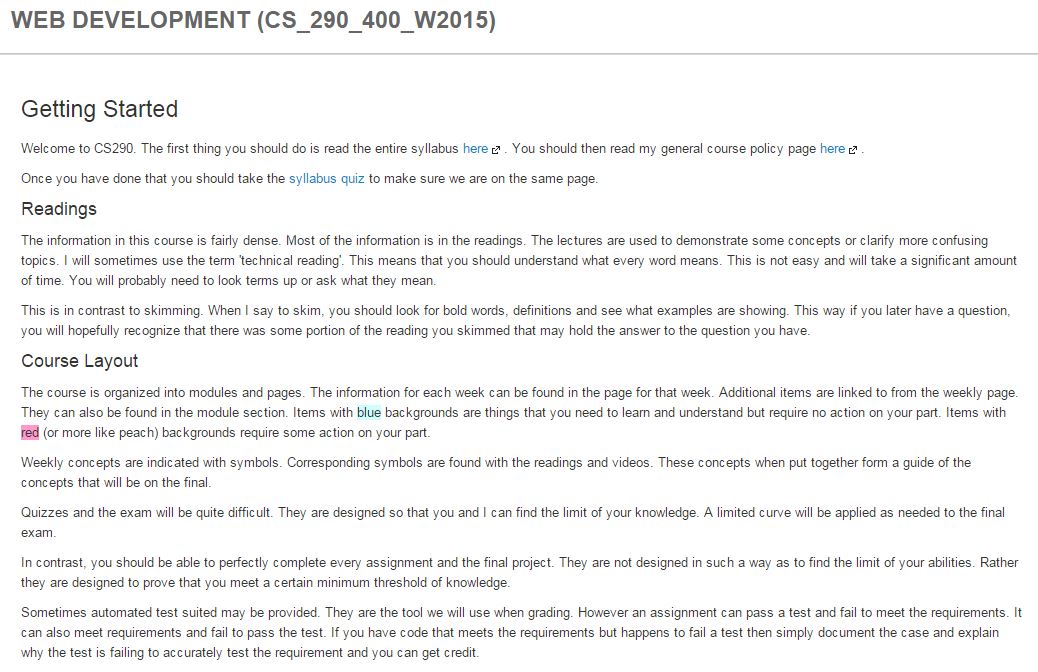 WEB DEVELOPMENT (CS_290_400_W2015)
Getting Started
Welcome to CS290. The first thing you should do is read the entire syllabus here . You should then read my general course policy page here .
Once you have done that you should take the syllabus quiz to make sure we are on the same page.
Readings
The information in this course is fairly dense. Most of the information is in the readings. The lectures are used to demonstrate some concepts or clarify more confusing
topics. I will sometimes use the term 'technical reading'. This means that you should understand what every word means. This is not easy and will take a significant amount
of time. You will probably need to look terms up or ask what they mean.
This is in contrast to skimming. When I say to skim, you should look for bold words, definitions and see what examples are showing. This way if you later have a question,
you will hopefully recognize that there was some portion of the reading you skimmed that may hold the answer to the question you have.
Course Layout
The course is organized into modules and pages. The information for each week can be found in the page for that week. Additional items are linked to from the weekly page.
They can also be found in the module section. Items with blue backgrounds are things that you need to learn and understand but require no action on your part. Items with
red (or more like peach) backgrounds require some action on your part.
Weekly concepts are indicated with symbols. Corresponding symbols are found with the readings and videos. These concepts when put together form a guide of the
concepts that will be on the final.
Quizzes and the exam will be quite difficult. They are designed so that you and I can find the limit of your knowledge. A limited curve will be applied as needed to the final
exam.
In contrast, you should be able to perfectly complete every assignment and the final project. They are not designed in such a way as to find the limit of your abilities. Rather
they are designed to prove that you meet a certain minimum threshold of knowledge.
Sometimes automated test suited may be provided. They are the tool we will use when grading. However an assignment can pass a test and fail to meet the requirements. It
can also meet requirements and fail to pass the test. If you have code that meets the requirements but happens to fail a test then simply document the case and explain
why the test is failing to accurately test the requirement and you can get credit.